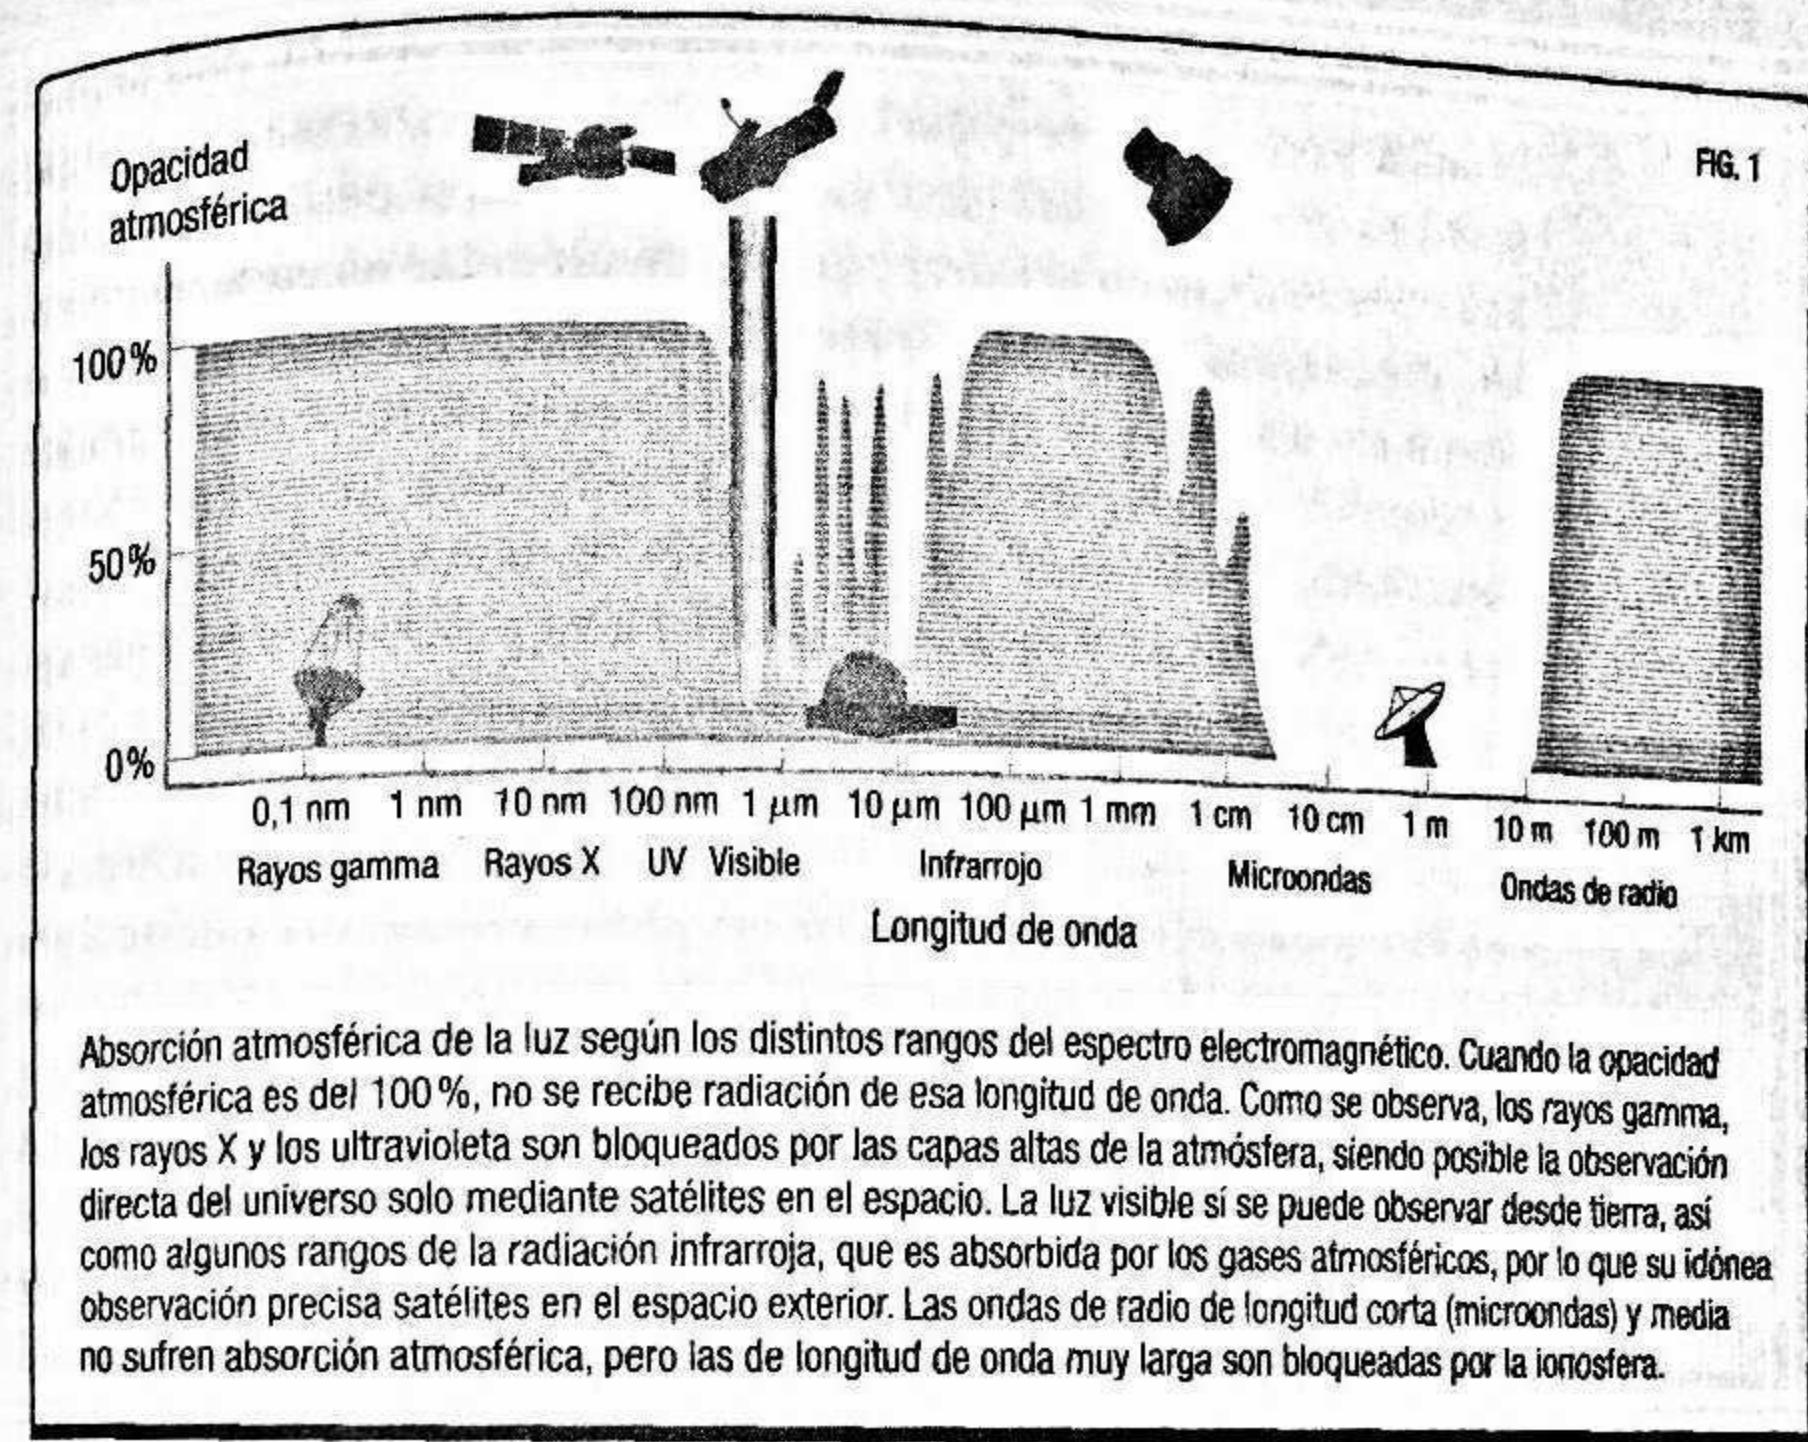 Opacidad
atmosférica
FIG. 1
100%
50%
0%
0,1 nm 1 nm 10 nm 100 nm 1 µm 10 µm 100 µm 1 mm 1 cm 10 cm 1 m 10 m 100 m 1 km
Rayos gamma Rayos X UV Visible Infrarrojo Microondas Ondas de radio
Longitud de onda
Absorción atmosférica de la luz según los distintos rangos del espectro electromagnético. Cuando la opacidad
atmosférica es del 100%, no se recibe radiación de esa longitud de onda. Como se observa, los rayos gamma,
los rayos X y los ultravioleta son bloqueados por las capas altas de la atmósfera, siendo posible la observación
directa del universo solo mediante satélites en el espacio. La luz visible sí se puede observar desde tierra, así
como algunos rangos de la radiación infrarroja, que es absorbida por los gases atmosféricos, por lo que su idónea
observación precisa satélites en el espacio exterior. Las ondas de radio de longitud corta (microondas) y media
no sufren absorción atmosférica, pero las de longitud de onda muy larga son bloqueadas por la ionosfera.